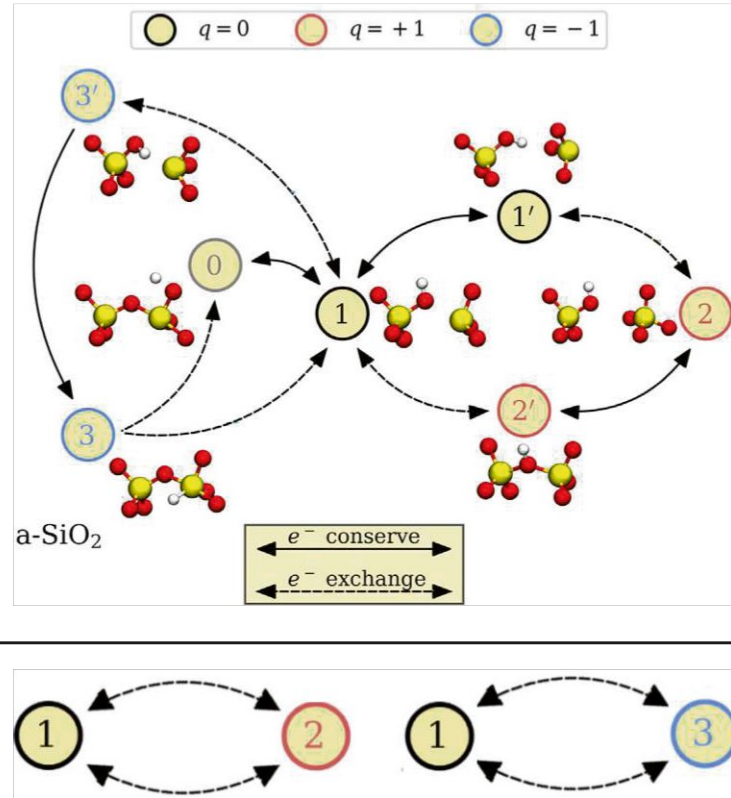 q = 0 q = +1 q = −1
3′
1′
0
1
2
2′
3
a-SiO₂
e⁻ conserve
e⁻ exchange
1 2 1 3